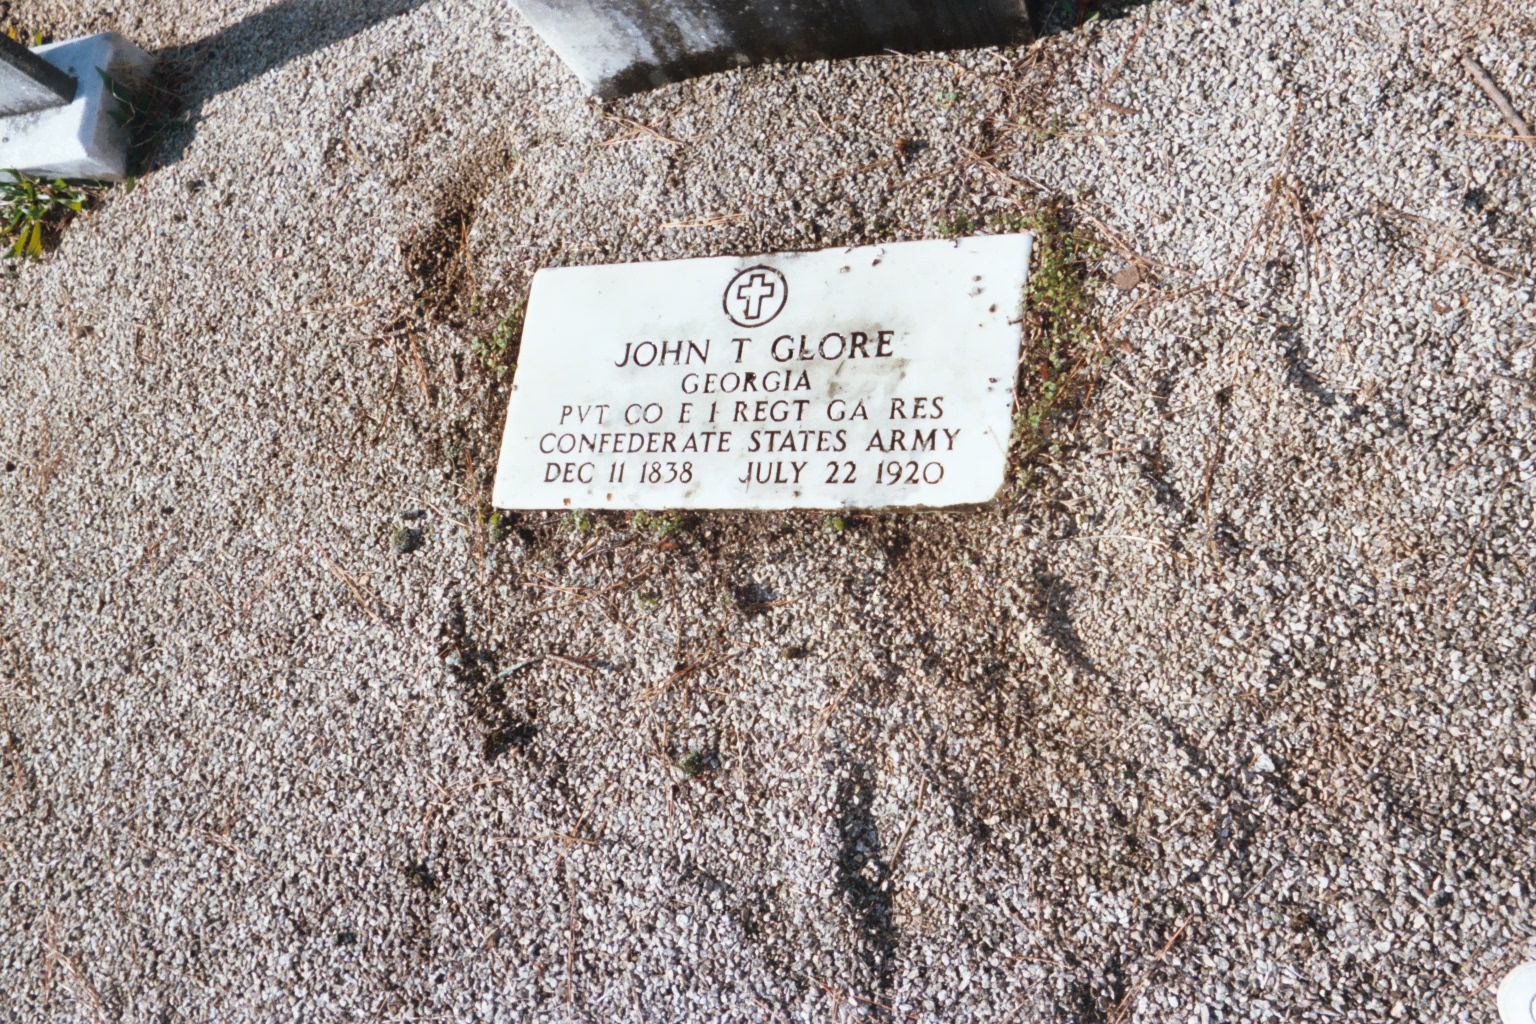 JOHN T GLORE
GEORGIA
PVT CO E 1 REGT GA RES
CONFEDERATE STATES ARMY
DEC 11 1838 JULY 22 1920